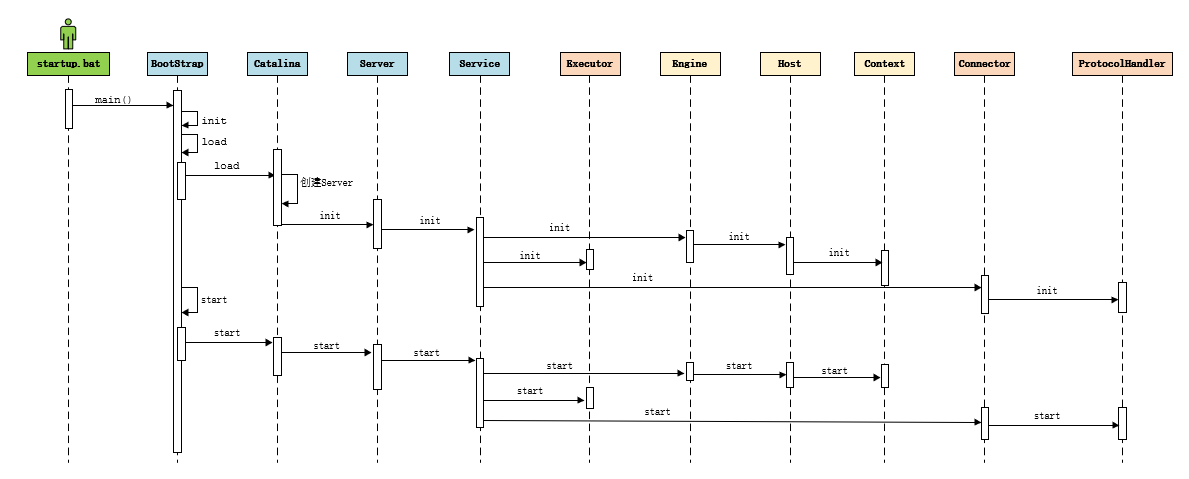 startup.bat
BootStrap
Catalina
Server
Service
Executor
Engine
Host
Context
Connector
ProtocolHandler
main()
init
load
load
创建Server
init
init
init
init
init
init
init
init
start
start
start
start
start
start
start
start
start
start